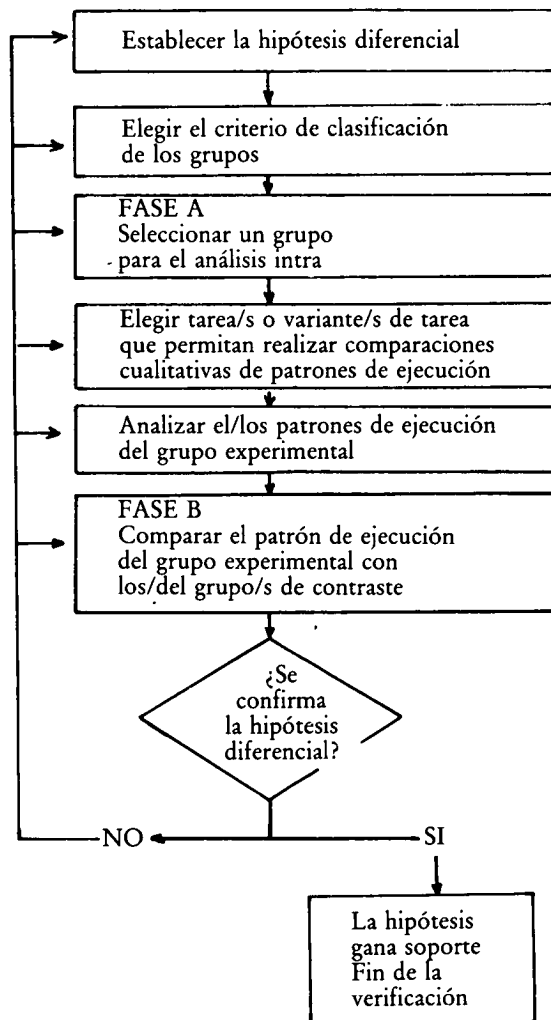 Establecer la hipótesis diferencial
Elegir el criterio de clasificación
de los grupos
FASE A
Seleccionar un grupo
para el análisis intra
Elegir tarea/s o variante/s de tarea
que permitan realizar comparaciones
cualitativas de patrones de ejecución
Analizar el/los patrones de ejecución
del grupo experimental
FASE B
Comparar el patrón de ejecución
del grupo experimental con
los/del grupo/s de contraste
¿Se
confirma
la hipótesis
diferencial?
NO
SI
La hipótesis
gana soporte
Fin de la
verificación